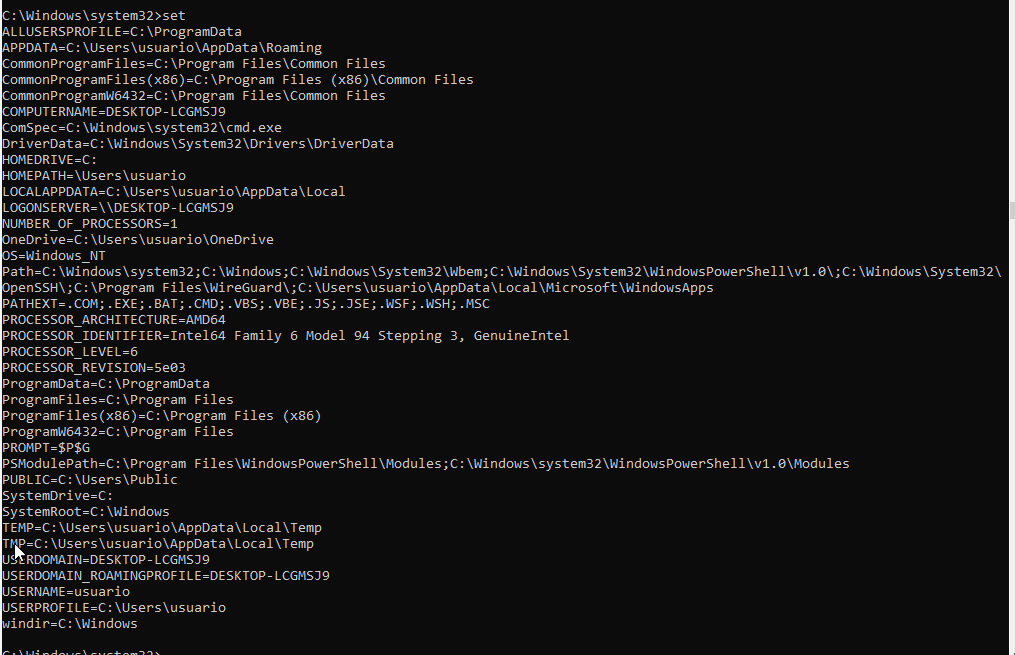 C:\Windows\system32>set
ALLUSERSPROFILE=C:\ProgramData
APPDATA=C:\Users\usuario\AppData\Roaming
CommonProgramFiles=C:\Program Files\Common Files
CommonProgramFiles(x86)=C:\Program Files (x86)\Common Files
CommonProgramW6432=C:\Program Files\Common Files
COMPUTERNAME=DESKTOP-LCGMSJ9
ComSpec=C:\Windows\system32\cmd.exe
DriverData=C:\Windows\System32\Drivers\DriverData
HOMEDRIVE=C:
HOMEPATH=\Users\usuario
LOCALAPPDATA=C:\Users\usuario\AppData\Local
LOGONSERVER=\\DESKTOP-LCGMSJ9
NUMBER_OF_PROCESSORS=1
OneDrive=C:\Users\usuario\OneDrive
OS=Windows_NT
Path=C:\Windows\system32;C:\Windows;C:\Windows\System32\Wbem;C:\Windows\System32\WindowsPowerShell\v1.0\;C:\Windows\System32\
OpenSSH\;C:\Program Files\WireGuard\;C:\Users\usuario\AppData\Local\Microsoft\WindowsApps
PATHEXT=.COM;.EXE;.BAT;.CMD;.VBS;.VBE;.JS;.JSE;.WSF;.WSH;.MSC
PROCESSOR_ARCHITECTURE=AMD64
PROCESSOR_IDENTIFIER=Intel64 Family 6 Model 94 Stepping 3, GenuineIntel
PROCESSOR_LEVEL=6
PROCESSOR_REVISION=5e03
ProgramData=C:\ProgramData
ProgramFiles=C:\Program Files
ProgramFiles(x86)=C:\Program Files (x86)
ProgramW6432=C:\Program Files
PROMPT=$P$G
PSModulePath=C:\Program Files\WindowsPowerShell\Modules;C:\Windows\system32\WindowsPowerShell\v1.0\Modules
PUBLIC=C:\Users\Public
SystemDrive=C:
SystemRoot=C:\Windows
TEMP=C:\Users\usuario\AppData\Local\Temp
TMP=C:\Users\usuario\AppData\Local\Temp
USERDOMAIN=DESKTOP-LCGMSJ9
USERDOMAIN_ROAMINGPROFILE=DESKTOP-LCGMSJ9
USERNAME=usuario
USERPROFILE=C:\Users\usuario
windir=C:\Windows
C:\Windows\system32>